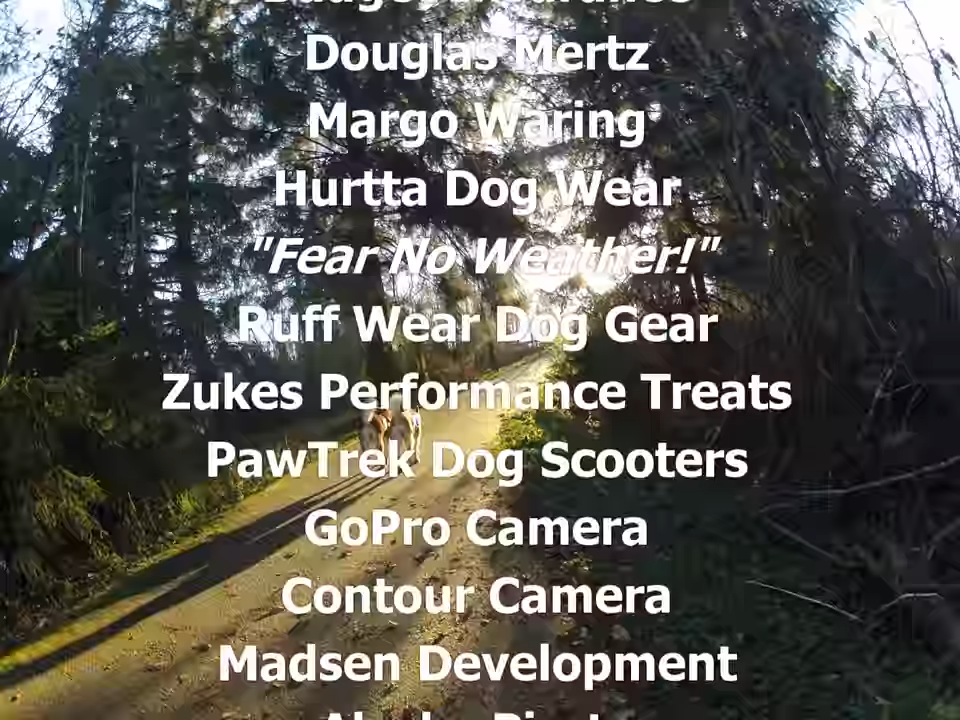 Douglas Mertz
Margo Waring
Hurtta Dog Wear
"Fear No Weather!"
Ruff Wear Dog Gear
Zukes Performance Treats
PawTrek Dog Scooters
GoPro Camera
Contour Camera
Madsen Development